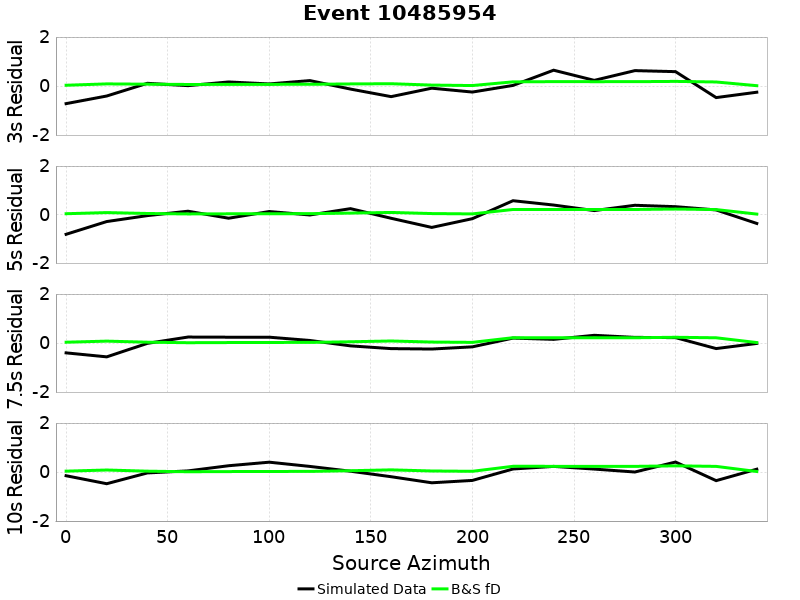 Event 10485954
3s Residual
2
0
-2
5s Residual
2
0
-2
7.5s Residual
2
0
-2
10s Residual
2
0
-2
0 50 100 150 200 250 300
Source Azimuth
Simulated Data B&S fD